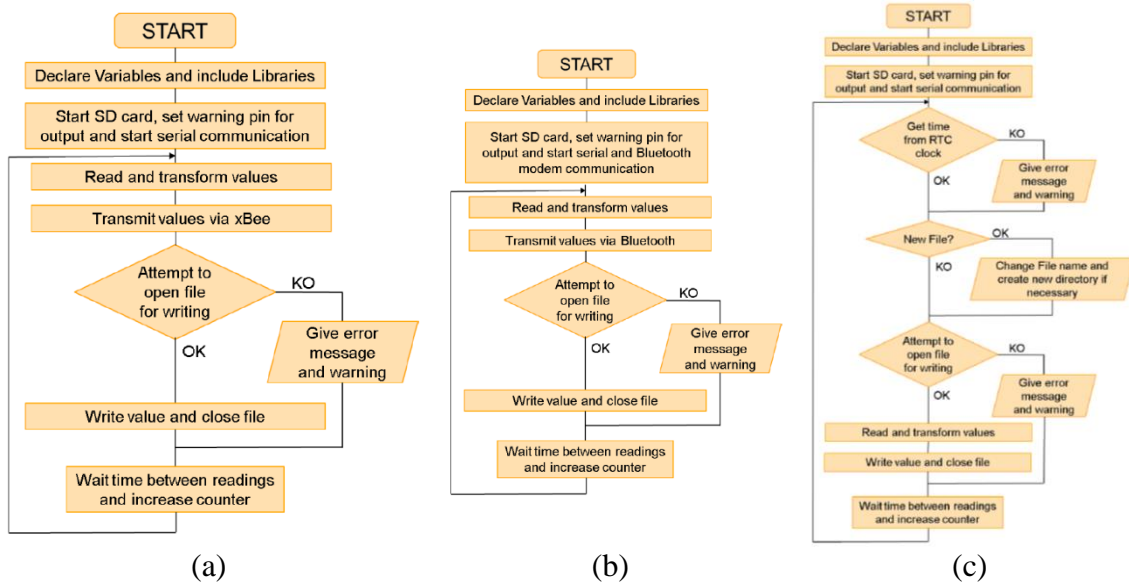 START
Declare Variables and include Libraries
Start SD card, set warning pin for
output and start serial communication
Read and transform values
Transmit values via xBee
Attempt to
open file
for writing
KO
OK
Give error
message
and warning
Write value and close file
Wait time between readings
and increase counter
(a)
START
Declare Variables and include Libraries
Start SD card, set warning pin for
output and start serial and Bluetooth
modem communication
Read and transform values
Transmit values via Bluetooth
Attempt to
open file
for writing
KO
OK
Give error
message
and warning
Write value and close file
Wait time between readings
and increase counter
(b)
START
Declare Variables and include Libraries
Start SD card, set warning pin for
output and start serial communication
Get time
from RTC
clock
KO
OK
Give error
message
and warning
New File?
OK
KO
Change File name and
create new directory if
necessary
Attempt to
open file
for writing
KO
OK
Give error
message
and warning
Read and transform values
Write value and close file
Wait time between readings
and increase counter
(c)